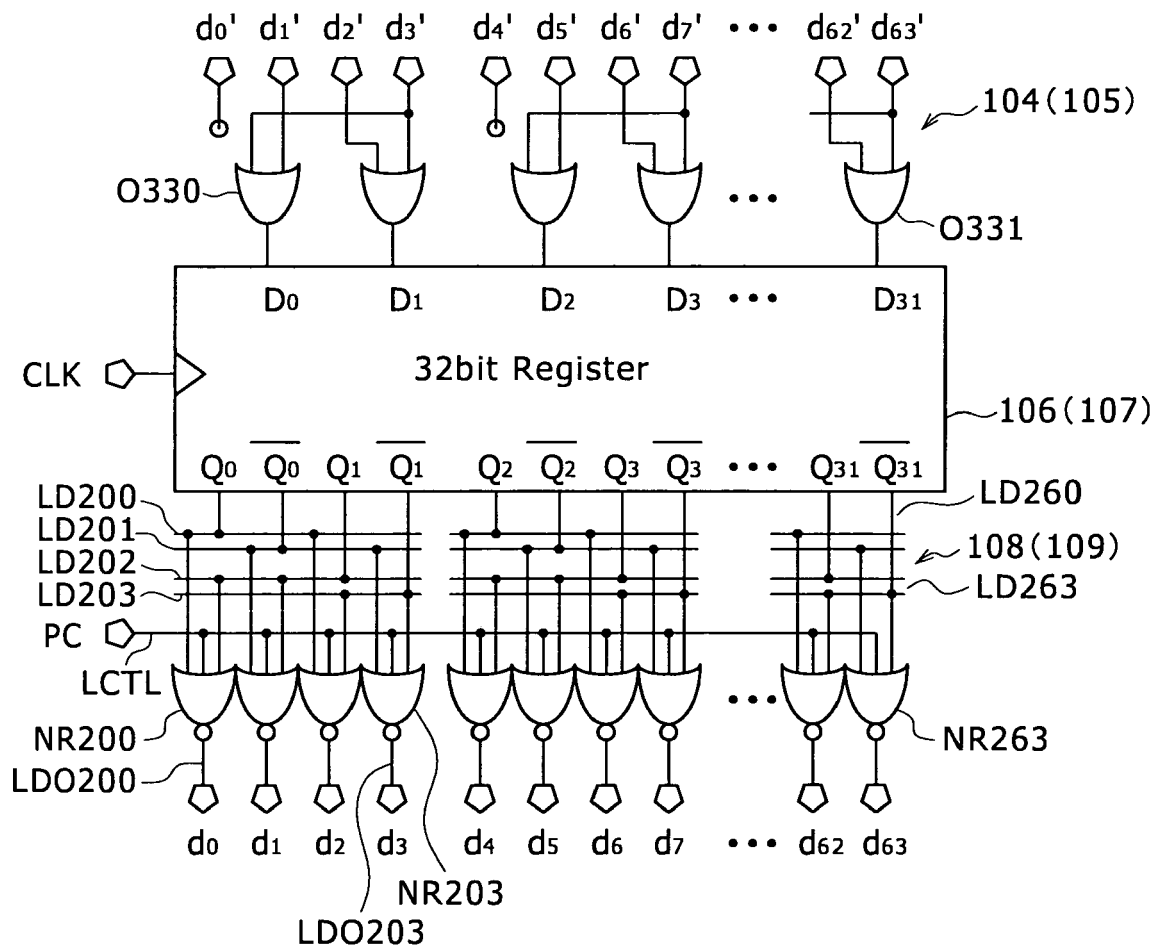 d0' d1' d2' d3' d4' d5' d6' d7' ••• d62' d63'
104(105)
O330
•••
O331
D0 D1 D2 D3 ••• D31
CLK
32bit Register
106(107)
Q0 Q0 Q1 Q1 Q2 Q2 Q3 Q3 ••• Q31 Q31
LD200
LD260
LD201
108(109)
LD202
LD203
LD263
PC
LCTL
NR200
•••
NR263
LDO200
d0 d1 d2 d3 d4 d5 d6 d7 ••• d62 d63
NR203
LDO203